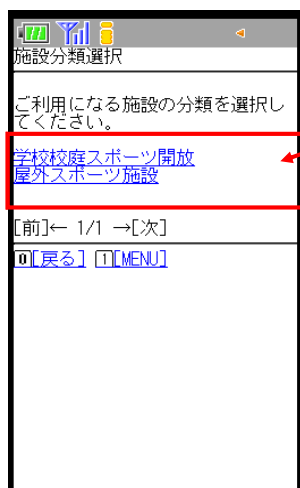 施設分類選択
ご利用になる施設の分類を選択し
てください。
学校校庭スポーツ開放
屋外スポーツ施設
[前]← 1/1 →[次]
0[戻る] 1[MENU]